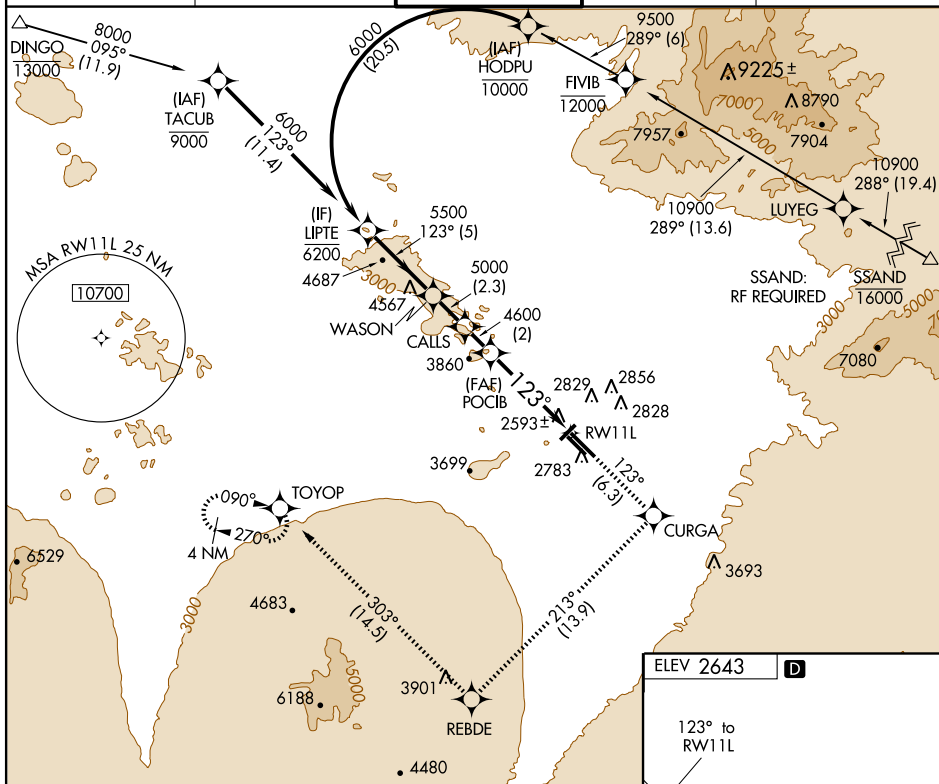 DINGO
13000
8000
095°
(11.9)
(IAF)
TACUB
9000
6000
123°
(11.4)
6000
(20.5)
(IAF)
HODPU
10000
9500
289° (6)
FIVIB
12000
9225±
8790
7000
7957
7904
5000
10900
289° (13.6)
10900
288° (19.4)
LUYEG
SSAND:
RF REQUIRED
SSAND
16000
3000
7080
(IF)
LIPTE
6200
5500
123° (5)
4687
3000
4567
WASON
5000
(2.3)
CALLS
4600
(2)
3860
(FAF)
POCIB
123°
2829
2856
2828
2593±
RW11L
2783
3699
123°
(6.3)
CURGA
3693
MSA RW11L 25 NM
10700
090°
TOYOP
270°
4 NM
6529
3000
4683
303°
(14.5)
213°
(13.9)
5000
6188
3901
REBDE
4480
ELEV 2643
D
123° to
RW11L